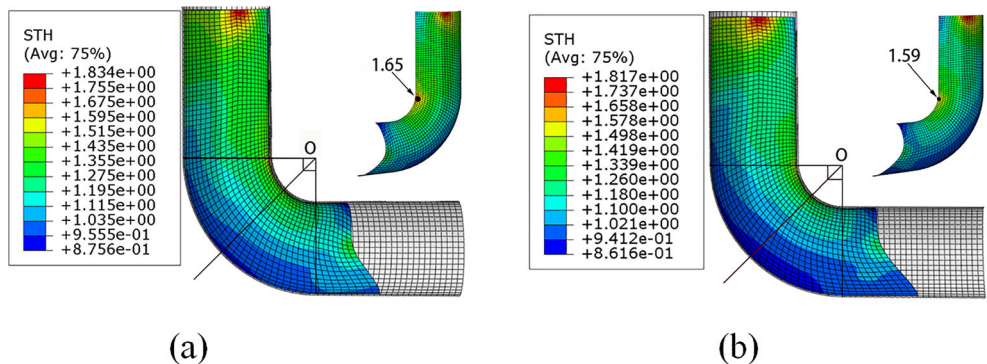 STH
(Avg: 75%)
+1.834e+00
+1.755e+00
+1.675e+00
+1.595e+00
+1.515e+00
+1.435e+00
+1.355e+00
+1.275e+00
+1.195e+00
+1.115e+00
+1.035e+00
+9.555e-01
+8.756e-01
1.65
O
(a)
STH
(Avg: 75%)
+1.817e+00
+1.737e+00
+1.658e+00
+1.578e+00
+1.498e+00
+1.419e+00
+1.339e+00
+1.260e+00
+1.180e+00
+1.100e+00
+1.021e+00
+9.412e-01
+8.616e-01
1.59
O
(b)